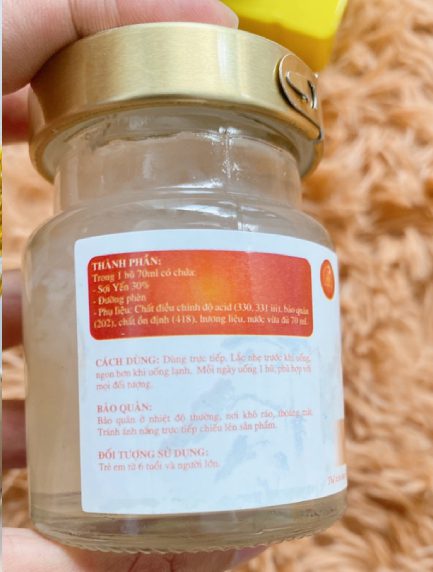 THÀNH PHẦN:
Trong 1 hũ 70ml có chứa:
- Sợi Yến 30%
- Đường phèn
- Phụ liệu: Chất điều chỉnh độ acid (330, 331 iii), bảo quản
(202), chất ổn định (418), hương liệu, nước vừa đủ 70 ml.
CÁCH DÙNG: Dùng trực tiếp. Lắc nhẹ trước khi uống,
ngon hơn khi uống lạnh. Mỗi ngày uống 1 hũ, phù hợp với
mọi đối tượng.
BẢO QUẢN:
Bảo quản ở nhiệt độ thường, nơi khô ráo, thoáng mát.
Tránh ánh nắng trực tiếp chiếu lên sản phẩm.
ĐỐI TƯỢNG SỬ DỤNG:
Trẻ em từ 6 tuổi và người lớn.